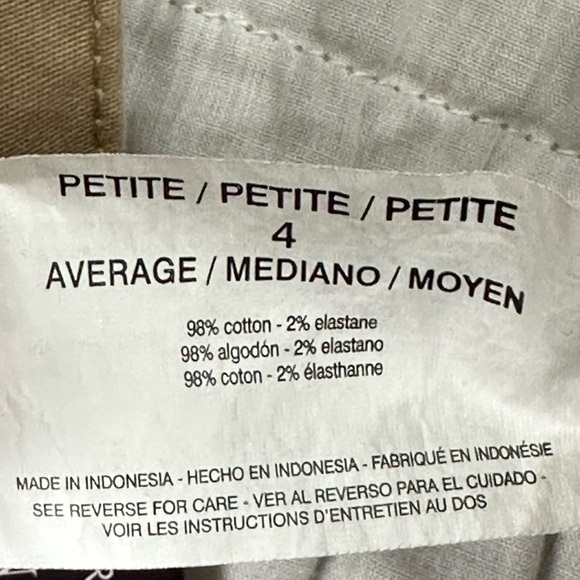 PETITE / PETITE / PETITE
4
AVERAGE / MEDIANO / MOYEN
98% cotton - 2% elastane
98% algodón - 2% elastano
98% coton - 2% élasthanne
MADE IN INDONESIA - HECHO EN INDONESIA - FABRIQUÉ EN INDONÉSIE
SEE REVERSE FOR CARE - VER AL REVERSO PARA EL CUIDADO -
VOIR LES INSTRUCTIONS D'ENTRETIEN AU DOS